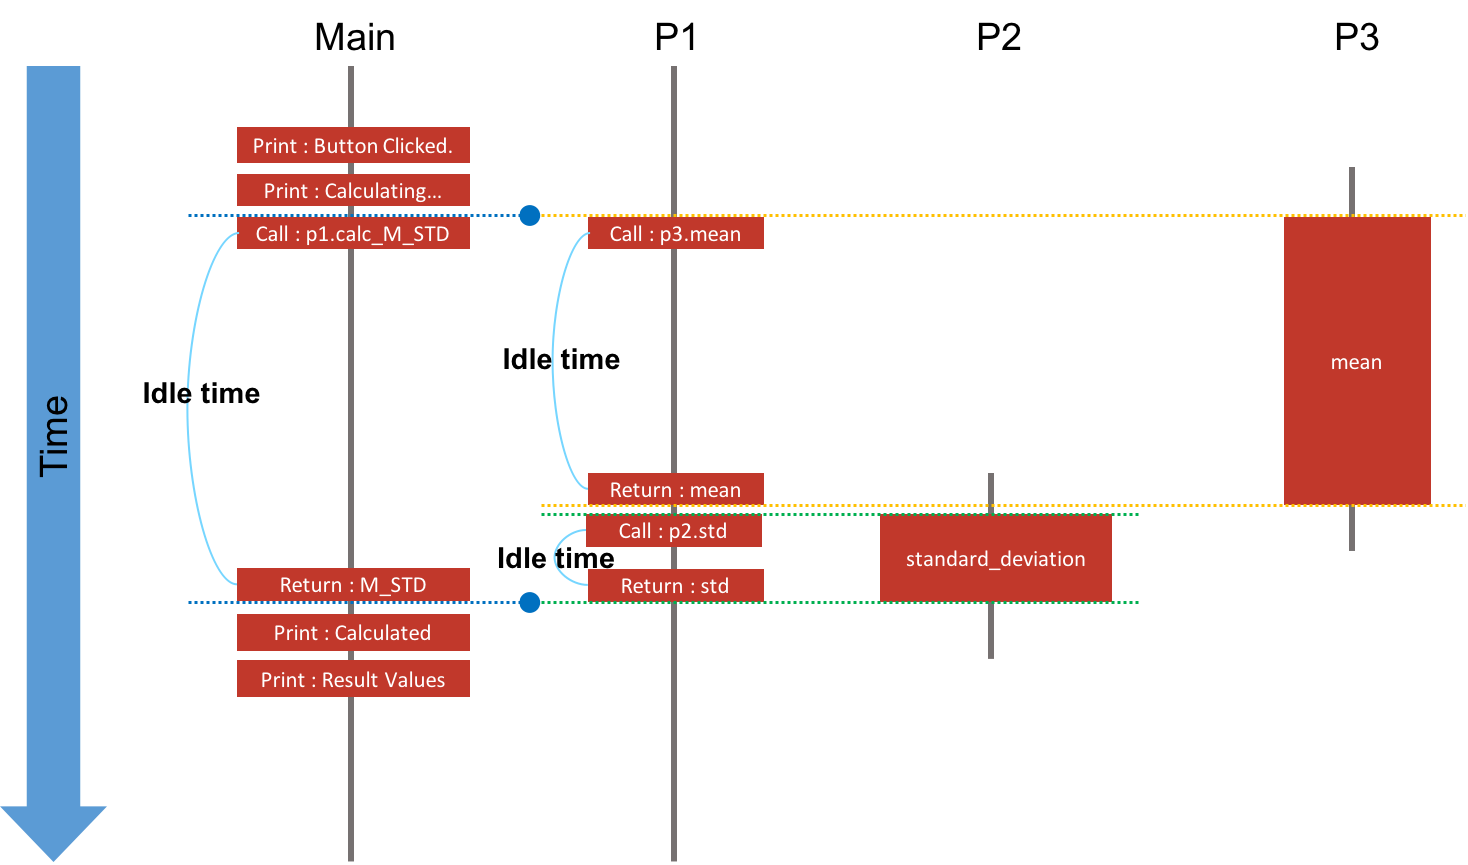 Main
P1
P2
P3
Print : Button Clicked.
Print : Calculating...
Call : p1.calc_M_STD
Call : p3.mean
Idle time
mean
Idle time
Time
Return : mean
Call : p2.std
Idle time
standard_deviation
Return : M_STD
Return : std
Print : Calculated
Print : Result Values